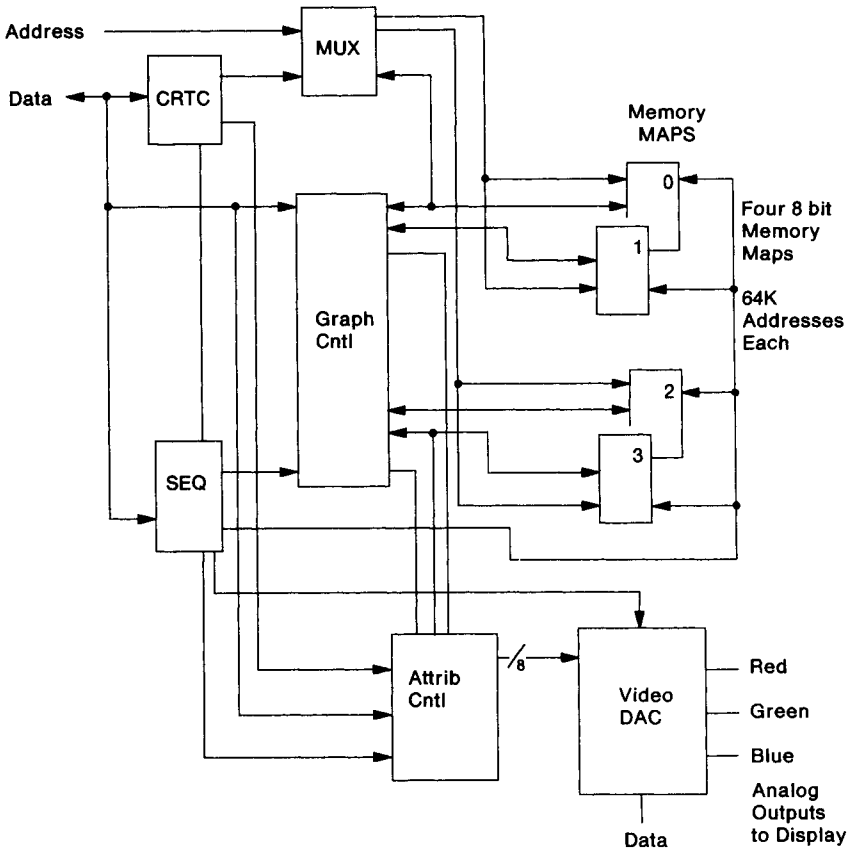 Address
MUX
Data
CRTC
Memory
MAPS
0
Four 8 bit
Memory
Maps
1
64K
Addresses
Each
Graph
Cntl
2
3
SEQ
Attrib
Cntl
8
Video
DAC
Red
Green
Blue
Analog
Outputs
to Display
Data